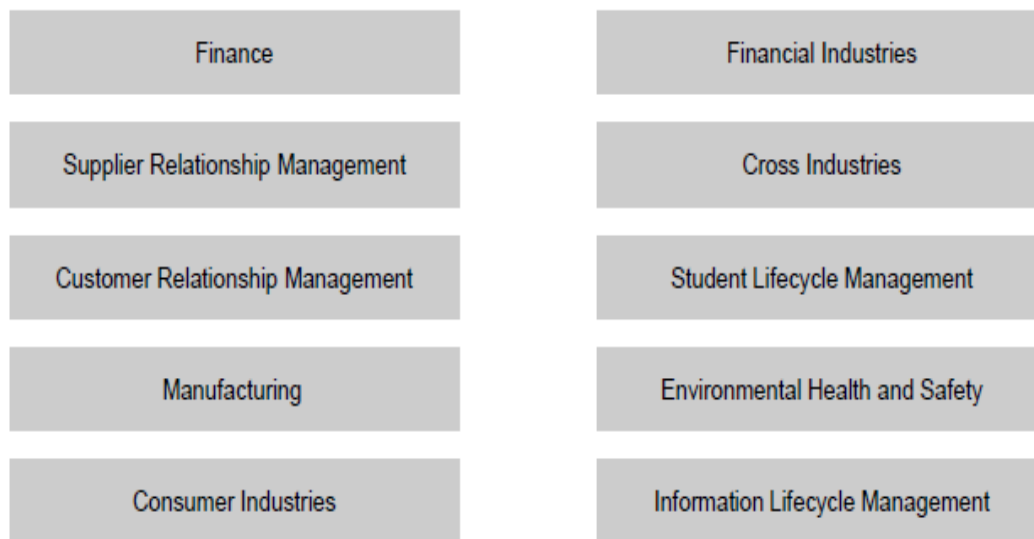 Finance
Financial Industries
Supplier Relationship Management
Cross Industries
Customer Relationship Management
Student Lifecycle Management
Manufacturing
Environmental Health and Safety
Consumer Industries
Information Lifecycle Management